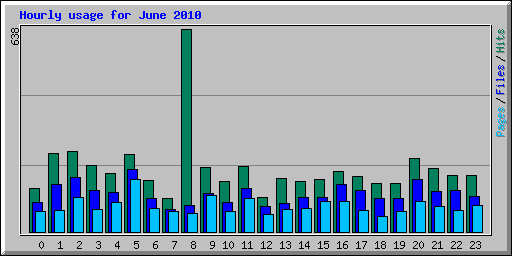 Hourly usage for June 2010
638
Pages/Files/Hits
0 1 2 3 4 5 6 7 8 9 10 11 12 13 14 15 16 17 18 19 20 21 22 23